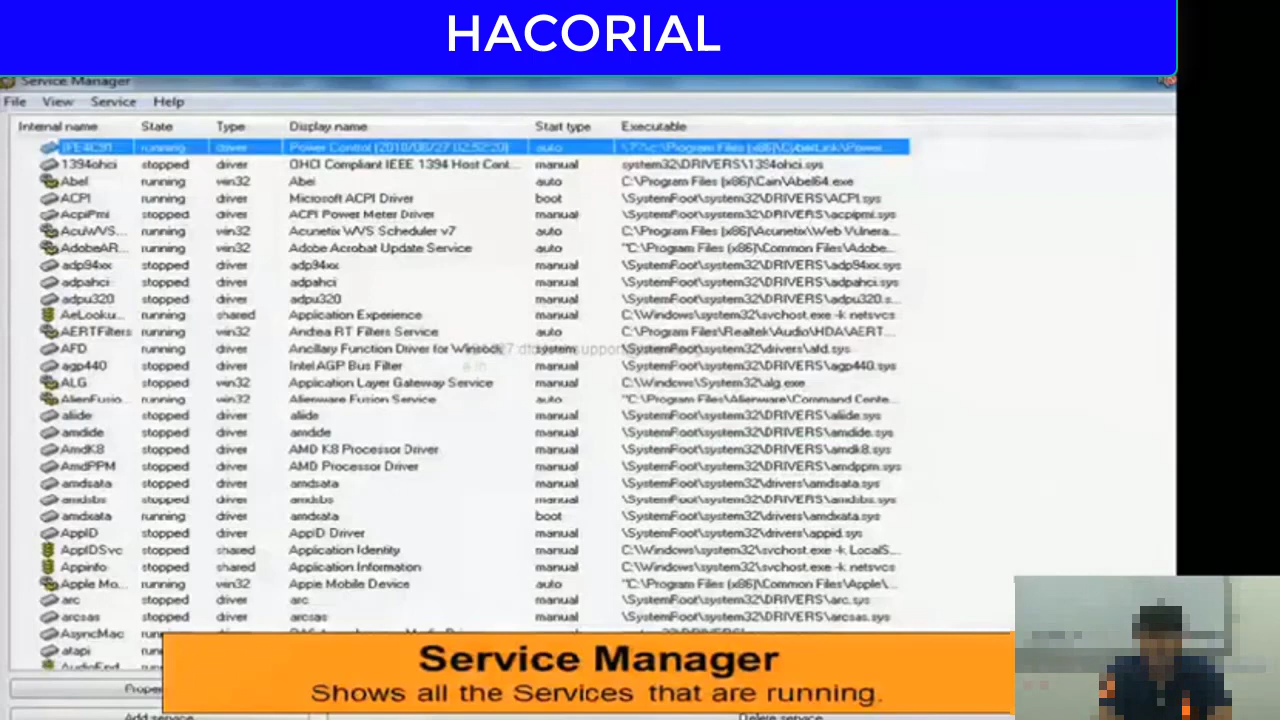 HACORIAL
Service Manager
File View Service Help
Internal name State Type Display name Start type Executable
running driver Power Control [2010/08/27 02:52:20] auto
1394ohci stopped driver OHCI Compliant IEEE 1394 Host Cont... manual system32\DRIVERS\1394ohci.sys
Abel running win32 Abel auto C:\Program Files (x86)\Cain\Abel64.exe
ACPI running driver Microsoft ACPI Driver boot \SystemRoot\system32\DRIVERS\ACPI.sys
AcpiPmi stopped driver ACPI Power Meter Driver manual \SystemRoot\system32\DRIVERS\acpipmi.sys
AcuWVS... running win32 Acunetix WVS Scheduler v7 auto C:\Program Files (x86)\Acunetix\Web Vulnera...
AdobeAR... running win32 Adobe Acrobat Update Service auto "C:\Program Files (x86)\Common Files\Adobe...
adp94xx stopped driver adp94xx manual \SystemRoot\system32\DRIVERS\adp94xx.sys
adpahci stopped driver adpahci manual \SystemRoot\system32\DRIVERS\adpahci.sys
adpu320 stopped driver adpu320 manual \SystemRoot\system32\DRIVERS\adpu320.s...
AeLooku... running shared Application Experience manual C:\Windows\system32\svchost.exe -k netsvcs
AERTFilters running win32 Andrea RT Filters Service auto C:\Program Files\Realtek\Audio\HDA\AERT...
AFD running driver Ancillary Function Driver for Winsock system \SystemRoot\system32\drivers\afd.sys
agp440 stopped driver Intel AGP Bus Filter manual \SystemRoot\system32\DRIVERS\agp440.sys
ALG stopped win32 Application Layer Gateway Service manual C:\Windows\System32\alg.exe
AlienFusio... running win32 Alienware Fusion Service auto "C:\Program Files\Alienware\Command Cente...
aliide stopped driver aliide manual \SystemRoot\system32\DRIVERS\aliide.sys
amdide stopped driver amdide manual \SystemRoot\system32\DRIVERS\amdide.sys
AmdK8 stopped driver AMD K8 Processor Driver manual \SystemRoot\system32\DRIVERS\amdk8.sys
AmdPPM stopped driver AMD Processor Driver manual \SystemRoot\system32\DRIVERS\amdppm.sys
amdsata stopped driver amdsata manual \SystemRoot\system32\drivers\amdsata.sys
amdsbs stopped driver amdsbs manual \SystemRoot\system32\DRIVERS\amdsbs.sys
amdxata running driver amdxata boot \SystemRoot\system32\drivers\amdxata.sys
AppID stopped driver AppID Driver manual \SystemRoot\system32\drivers\appid.sys
AppIDSvc stopped shared Application Identity manual C:\Windows\system32\svchost.exe -k LocalS...
Appinfo stopped shared Application Information manual C:\Windows\system32\svchost.exe -k netsvcs
Apple Mo... running win32 Apple Mobile Device auto "C:\Program Files (x86)\Common Files\Apple\...
arc stopped driver arc manual \SystemRoot\system32\DRIVERS\arc.sys
arcsas stopped driver arcsas manual \SystemRoot\system32\DRIVERS\arcsas.sys
AsyncMac
atapi
AudioEnd
Service Manager
Shows all the Services that are running.
Add service Delete service